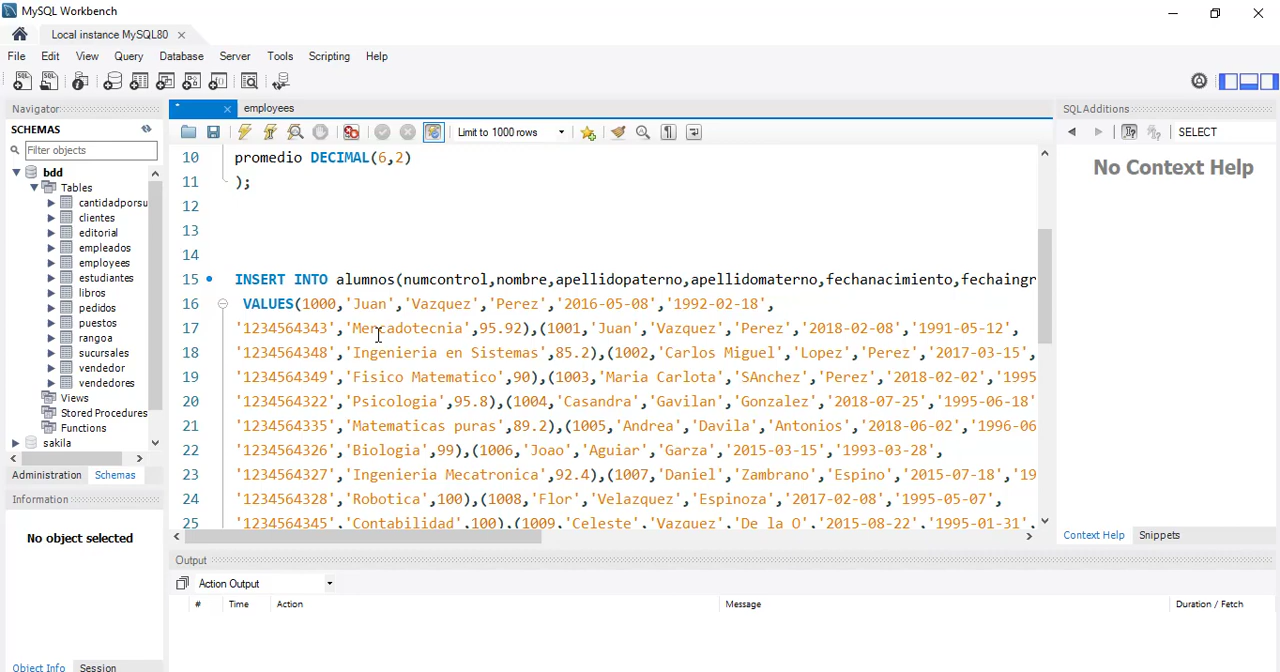 MySQL Workbench
Local instance MySQL80
File Edit View Query Database Server Tools Scripting Help
Navigator
SCHEMAS
Filter objects
bdd
Tables
cantidadporsu
clientes
editorial
empleados
employees
estudiantes
libros
pedidos
puestos
rangoa
sucursales
vendedor
vendedores
Views
Stored Procedures
Functions
sakila
Administration Schemas
Information
No object selected
Object Info Session
* employees
Limit to 1000 rows
10 promedio DECIMAL(6,2)
11 );
12
13
14
15 INSERT INTO alumnos(numcontrol,nombre,apellidopaterno,apellidomaterno,fechanacimiento,fechaingr
16 VALUES(1000,'Juan','Vazquez','Perez','2016-05-08','1992-02-18',
17 '1234564343','Mercadotecnia',95.92),(1001,'Juan','Vazquez','Perez','2018-02-08','1991-05-12',
18 '1234564348','Ingenieria en Sistemas',85.2),(1002,'Carlos Miguel','Lopez','Perez','2017-03-15',
19 '1234564349','Fisico Matematico',90),(1003,'Maria Carlota','SAnchez','Perez','2018-02-02','1995
20 '1234564322','Psicologia',95.8),(1004,'Casandra','Gavilan','Gonzalez','2018-07-25','1995-06-18'
21 '1234564335','Matematicas puras',89.2),(1005,'Andrea','Davila','Antonios','2018-06-02','1996-06
22 '1234564326','Biologia',99),(1006,'Joao','Aguiar','Garza','2015-03-15','1993-03-28'
23 '1234564327','Ingenieria Mecatronica',92.4),(1007,'Daniel','Zambrano','Espino','2015-07-18','19
24 '1234564328','Robotica',100),(1008,'Flor','Velazquez','Espinoza','2017-02-08','1995-05-07',
25 '1234564345','Contabilidad',100),(1009,'Celeste','Vazquez','De la O','2015-08-22','1995-01-31',
SQLAdditions
SELECT
No Context Help
Context Help Snippets
Output
Action Output
# Time Action Message Duration / Fetch